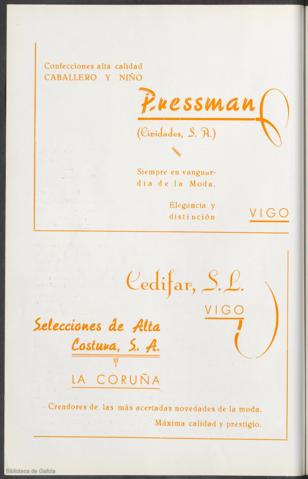 Confecciones alta calidad
CABALLERO Y NIÑO
Pressman
(Cividades, S. A.)
Siempre en vanguar-
dia de la Moda.
Elegancia y
distinción
VIGO
Cedifar, S. L.
VIGO
Selecciones de Alta
Costura, S. A.
Y
LA CORUÑA
Creadores de las más acertadas novedades de la moda.
Máxima calidad y prestigio.
Biblioteca de Galicia